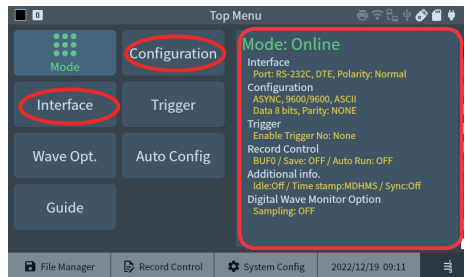 0
Top Menu
Mode
Configuration
Interface
Trigger
Wave Opt.
Auto Config
Guide
Mode: Online
Interface
Port: RS-232C, DTE, Polarity: Normal
Configuration
ASYNC, 9600/9600, ASCII
Data 8 bits, Parity: NONE
Trigger
Enable Trigger No: None
Record Control
BUF0 / Save: OFF / Auto Run: OFF
Additional info.
Idle:Off / Time stamp:MDHMS / Sync:Off
Digital Wave Monitor Option
Sampling: OFF
File Manager
Record Control
System Config
2022/12/19 09:11